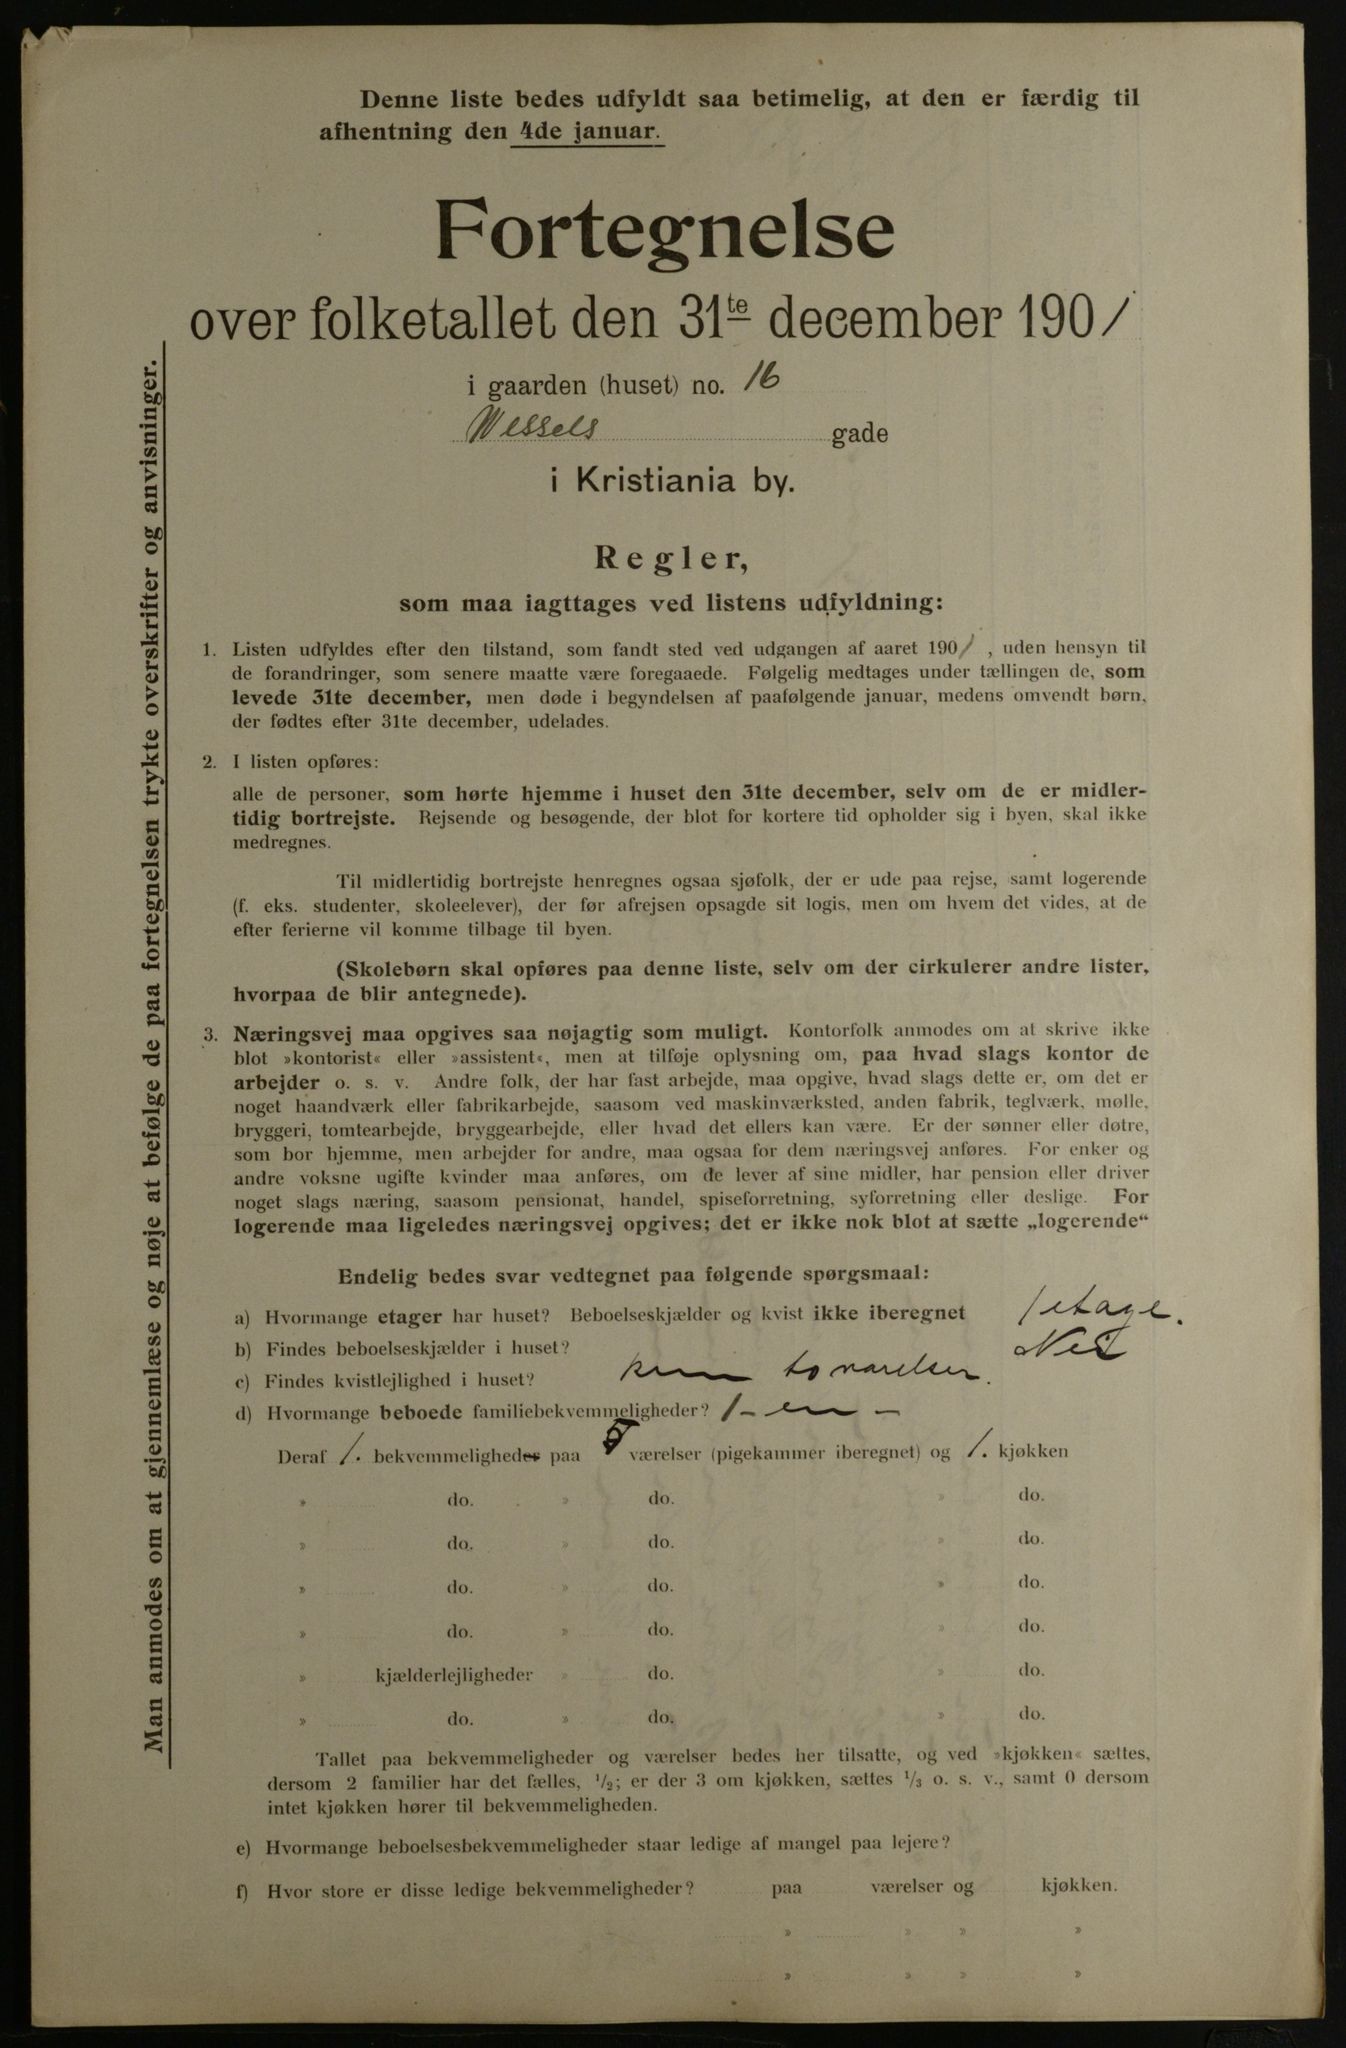 Denne liste bedes udfyldt saa betimelig, at den er færdig til
afhentning den 4de januar.
Fortegnelse
over folketallet den 31te december 1901
i gaarden (huset) no. 16
Wessels gade
i Kristiania by.
Regler,
som maa iagttages ved listens udfyldning:
1. Listen udfyldes efter den tilstand, som fandt sted ved udgangen af aaret 1901, uden hensyn til
de forandringer, som senere maatte være foregaaede. Følgelig medtages under tællingen de, som
levede 31te december, men døde i begyndelsen af paafølgende januar, medens omvendt børn,
der fødtes efter 31te december, udelades.
2. I listen opføres:
alle de personer, som hørte hjemme i huset den 31te december, selv om de er midler-
tidig bortrejste. Rejsende og besøgende, der blot for kortere tid opholder sig i byen, skal ikke
medregnes.
Til midlertidig bortrejste henregnes ogsaa sjøfolk, der er ude paa rejse, samt logerende
(f. eks. studenter, skoleelever), der før afrejsen opsagde sit logis, men om hvem det vides, at de
efter ferierne vil komme tilbage til byen.
(Skolebørn skal opføres paa denne liste, selv om der cirkulerer andre lister,
hvorpaa de blir antegnede).
3. Næringsvej maa opgives saa nøjagtig som muligt. Kontorfolk anmodes om at skrive ikke
blot »kontorist« eller »assistent«, men at tilføje oplysning om, paa hvad slags kontor de
arbejder o. s. v. Andre folk, der har fast arbejde, maa opgive, hvad slags dette er, om det er
noget haandværk eller fabrikarbejde, saasom ved maskinværksted, anden fabrik, teglværk, mølle,
bryggeri, tomtearbejde, bryggearbejde, eller hvad det ellers kan være. Er der sønner eller døtre,
som bor hjemme, men arbejder for andre, maa ogsaa for dem næringsvej anføres. For enker og
andre voksne ugifte kvinder maa anføres, om de lever af sine midler, har pension eller driver
noget slags næring, saasom pensionat, handel, spiseforretning, syforretning eller deslige. For
logerende maa ligeledes næringsvej opgives; det er ikke nok blot at sætte „logerende“
Endelig bedes svar vedtegnet paa følgende spørgsmaal:
a) Hvormange etager har huset? Beboelseskjælder og kvist ikke iberegnet 1 etage.
b) Findes beboelseskjælder i huset? Nei
c) Findes kvistlejlighed i huset? kun to værelser.
d) Hvormange beboede familiebekvemmeligheder? 1 - en -
Deraf 1. bekvemmeligheder paa 5 værelser (pigekammer iberegnet) og 1. kjøkken
» do. » do. » do.
» do. » do. » do.
» do. » do. » do.
» do. » do. » do.
» kjælderlejligheder » do. » do.
» do. » do. » do.
Tallet paa bekvemmeligheder og værelser bedes her tilsatte, og ved »kjøkken« sættes,
dersom 2 familier har det fælles, 1/2; er der 3 om kjøkken, sættes 1/3 o. s. v., samt 0 dersom
intet kjøkken hører til bekvemmeligheden.
e) Hvormange beboelsesbekvemmeligheder staar ledige af mangel paa lejere?
f) Hvor store er disse ledige bekvemmeligheder? paa værelser og kjøkken.
» » » »
» » » »
Man anmodes om at gjennemlæse og nøje at befølge de paa fortegnelsen trykte overskrifter og anvisninger.